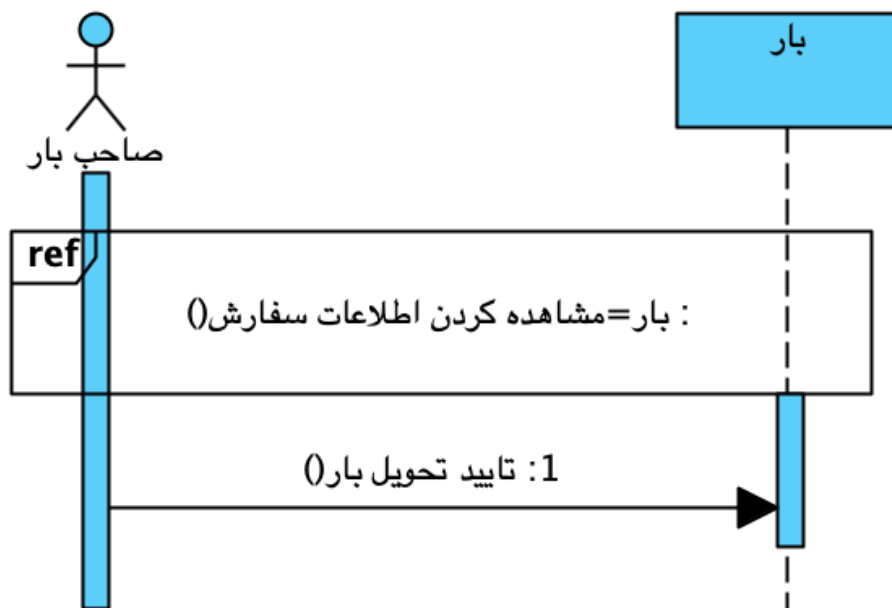 بار
صاحب بار
ref
: بار=مشاهده کردن اطلاعات سفارش()
1: تایید تحویل بار()